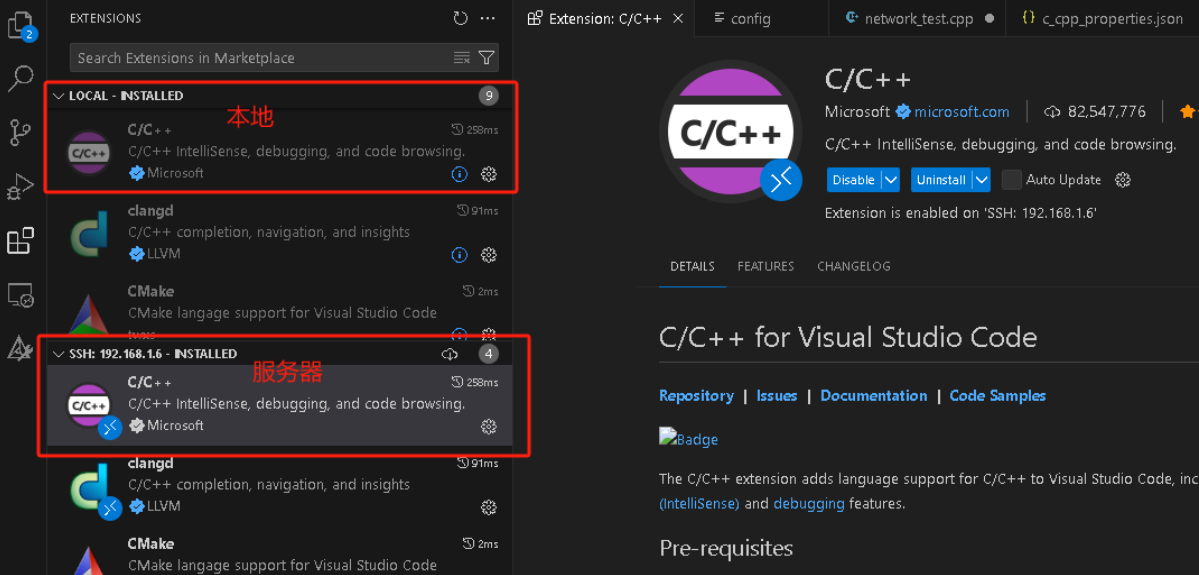 EXTENSIONS
Search Extensions in Marketplace
LOCAL - INSTALLED
9
本地
C/C++
258ms
C/C++ IntelliSense, debugging, and code browsing.
Microsoft
clangd
91ms
C/C++ completion, navigation, and insights
LLVM
CMake
2ms
CMake langage support for Visual Studio Code
twxs
SSH: 192.168.1.6 - INSTALLED
4
服务器
C/C++
258ms
C/C++ IntelliSense, debugging, and code browsing.
Microsoft
clangd
91ms
C/C++ completion, navigation, and insights
LLVM
CMake
2ms
CMake langage support for Visual Studio Code
2
Extension: C/C++
config
network_test.cpp
c_cpp_properties.json
C/C++
C/C++
Microsoft microsoft.com 82,547,776
C/C++ IntelliSense, debugging, and code browsing.
Disable Uninstall Auto Update
Extension is enabled on 'SSH: 192.168.1.6'
DETAILS FEATURES CHANGELOG
C/C++ for Visual Studio Code
Repository | Issues | Documentation | Code Samples
Badge
The C/C++ extension adds language support for C/C++ to Visual Studio Code, inc
(IntelliSense) and debugging features.
Pre-requisites